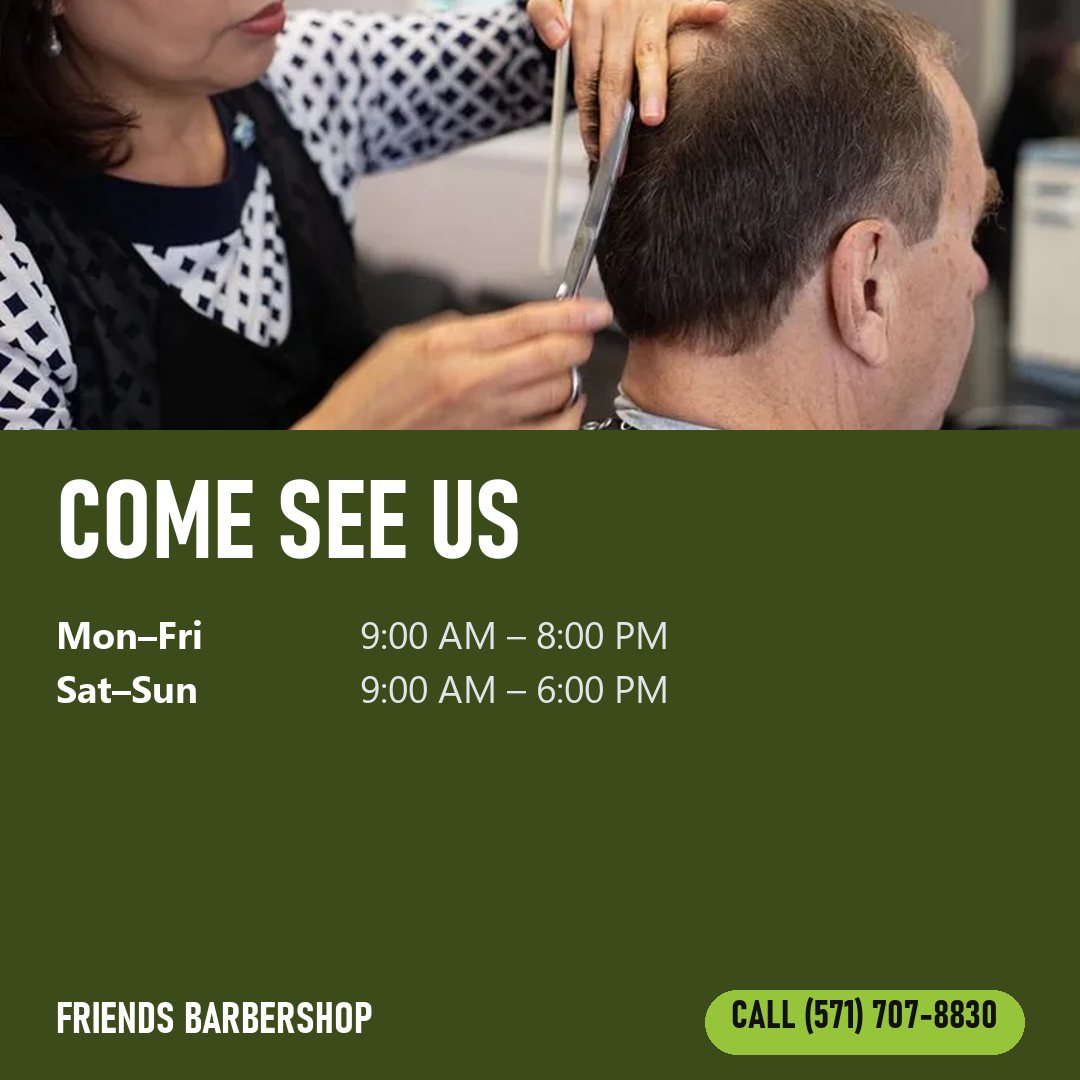 COME SEE US
Mon–Fri 9:00 AM – 8:00 PM
Sat–Sun 9:00 AM – 6:00 PM
FRIENDS BARBERSHOP
CALL (571) 707-8830